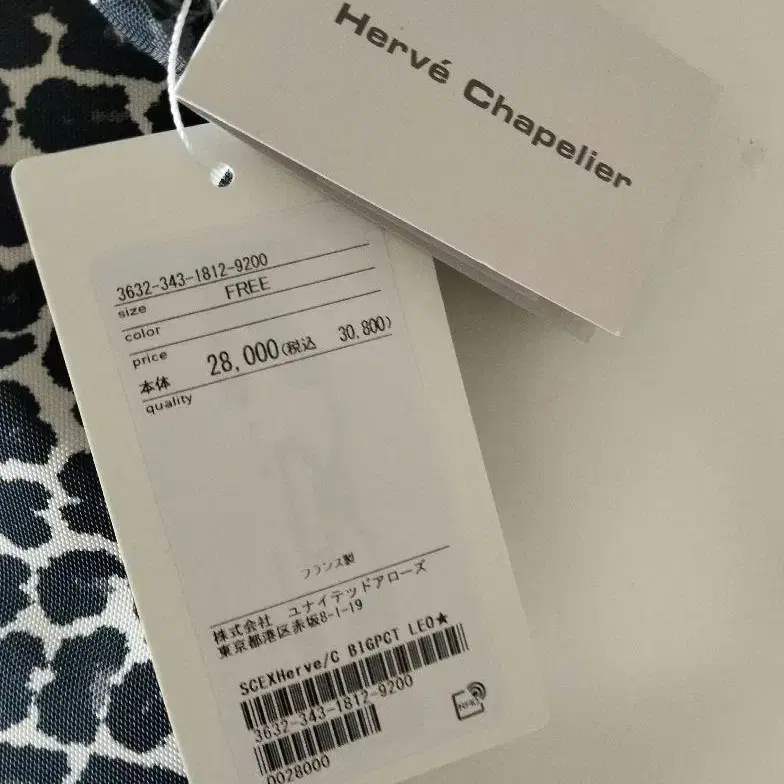 Hervé Chapelier
3632-343-1812-9200
size FREE
color
price
本体 28,000(税込 30,800)
quality
フランス製
株式会社 ユナイテッドアローズ
東京都港区赤坂8-1-19
SCEXHerve/C BIGPCT LEO★
3632-343-1812-9200
0028000
RFID